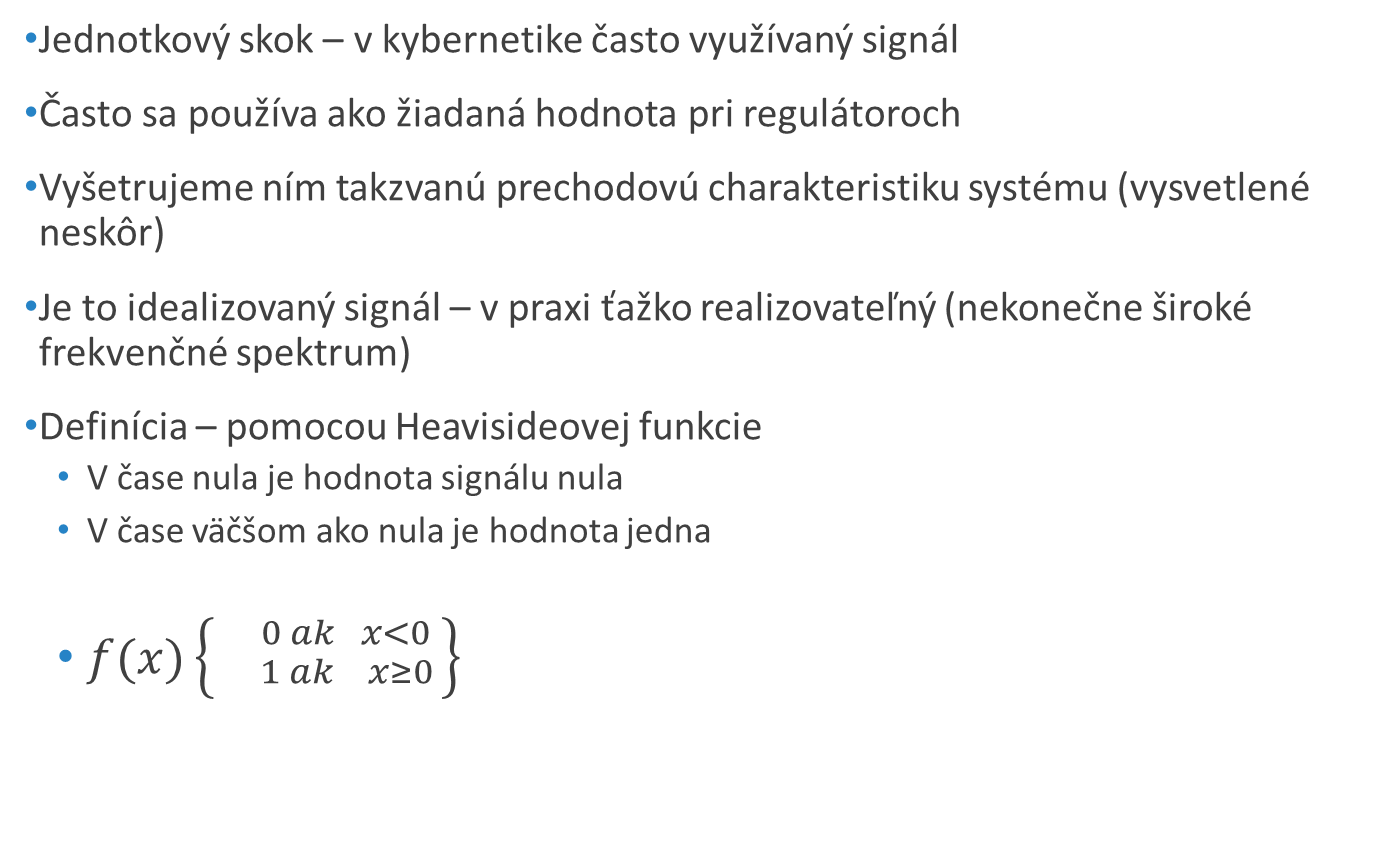 •Jednotkový skok – v kybernetike často využívaný signál
•Často sa používa ako žiadaná hodnota pri regulátoroch
•Vyšetrujeme ním takzvanú prechodovú charakteristiku systému (vysvetlené
neskôr)
•Je to idealizovaný signál – v praxi ťažko realizovateľný (nekonečne široké
frekvenčné spektrum)
•Definícia – pomocou Heavisideovej funkcie
• V čase nula je hodnota signálu nula
• V čase väčšom ako nula je hodnota jedna
• f(x) { 0 ak x<0
1 ak x≥0 }